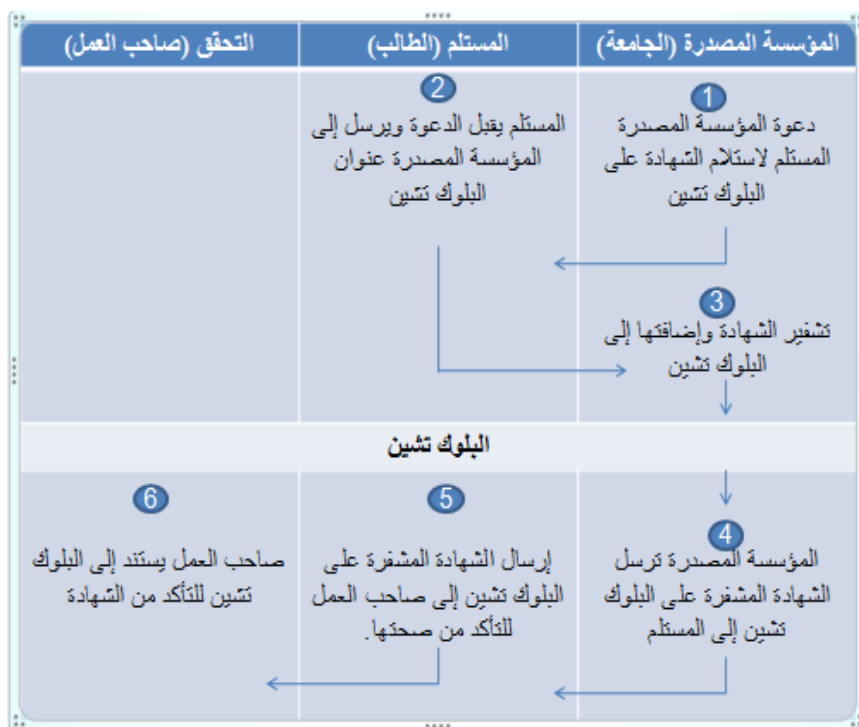 المؤسسة المصدرة (الجامعة)
المستلم (الطالب)
التحقق (صاحب العمل)
1
دعوة المؤسسة المصدرة
المستلم لاستلام الشهادة على
البلوك تشين
2
المستلم يقبل الدعوة ويرسل إلى
المؤسسة المصدرة عنوان
البلوك تشين
3
تشفير الشهادة وإضافتها إلى
البلوك تشين
البلوك تشين
4
المؤسسة المصدرة ترسل
الشهادة المشفرة على البلوك
تشين إلى المستلم
5
إرسال الشهادة المشفرة على
البلوك تشين إلى صاحب العمل
للتأكد من صحتها.
6
صاحب العمل يستند إلى البلوك
تشين للتأكد من الشهادة